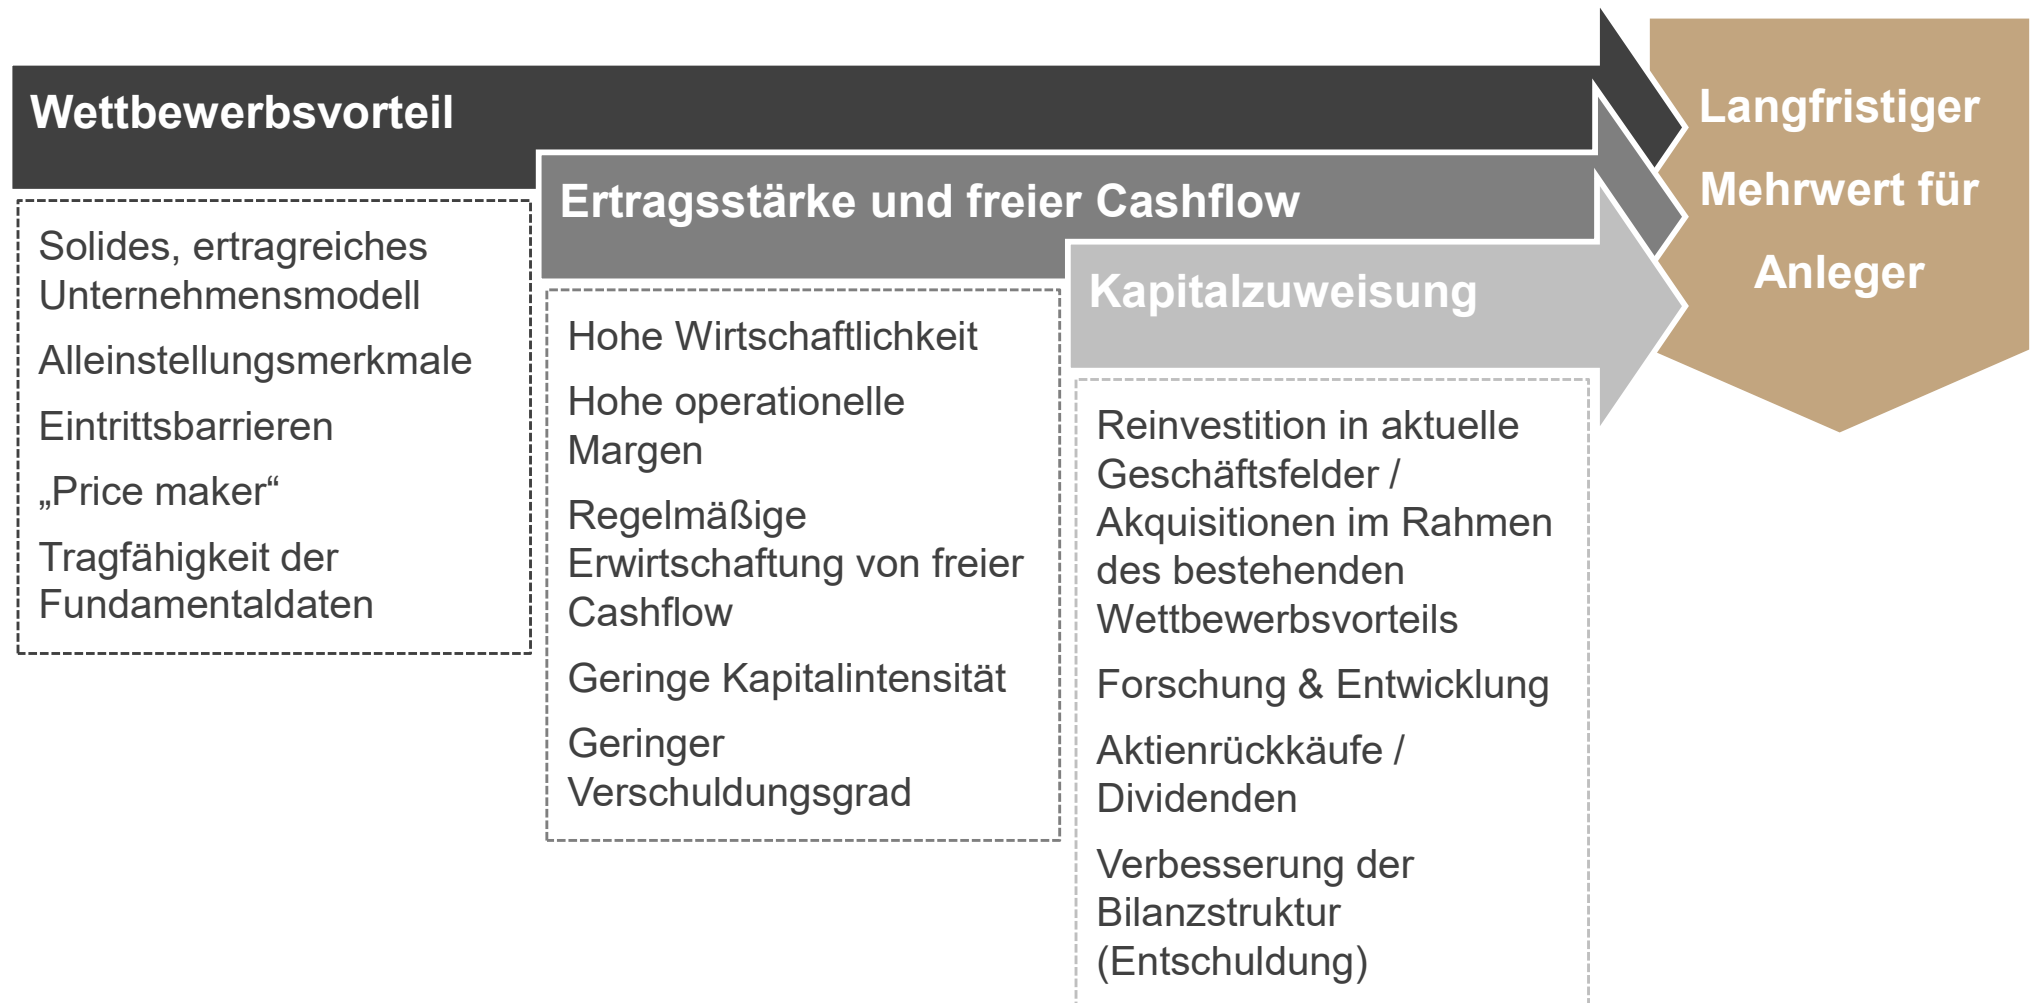 Wettbewerbsvorteil
Solides, ertragreiches
Unternehmensmodell
Alleinstellungsmerkmale
Eintrittsbarrieren
„Price maker“
Tragfähigkeit der
Fundamentaldaten
Ertragsstärke und freier Cashflow
Hohe Wirtschaftlichkeit
Hohe operationelle
Margen
Regelmäßige
Erwirtschaftung von freier
Cashflow
Geringe Kapitalintensität
Geringer
Verschuldungsgrad
Kapitalzuweisung
Reinvestition in aktuelle
Geschäftsfelder /
Akquisitionen im Rahmen
des bestehenden
Wettbewerbsvorteils
Forschung & Entwicklung
Aktienrückkäufe /
Dividenden
Verbesserung der
Bilanzstruktur
(Entschuldung)
Langfristiger
Mehrwert für
Anleger